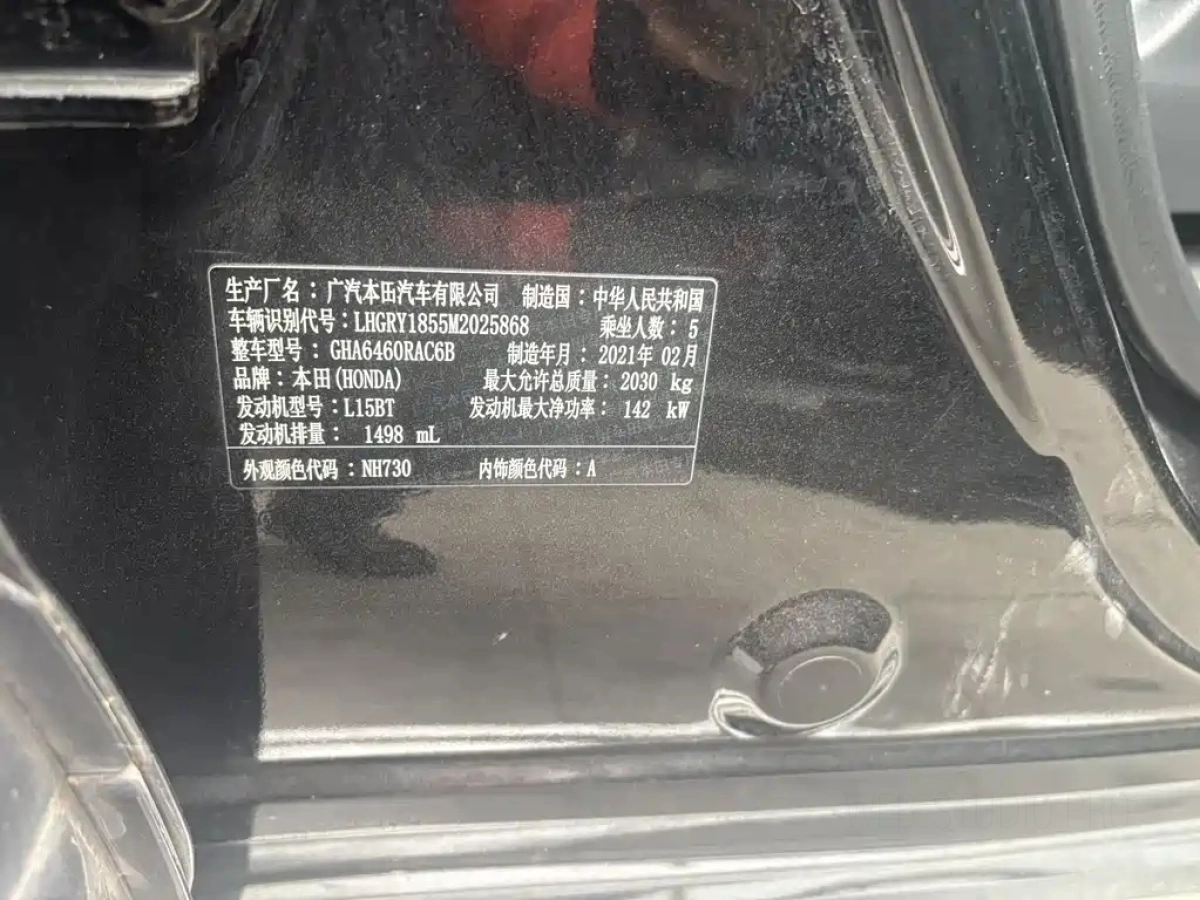 生产厂名：广汽本田汽车有限公司 制造国：中华人民共和国
车辆识别代号：LHGRY1855M2025868 乘坐人数：5
整车型号：GHA6460RAC6B 制造年月：2021年 02月
品牌：本田(HONDA) 最大允许总质量：2030 kg
发动机型号：L15BT 发动机最大净功率：142 kW
发动机排量：1498 mL
外观颜色代码：NH730 内饰颜色代码：A